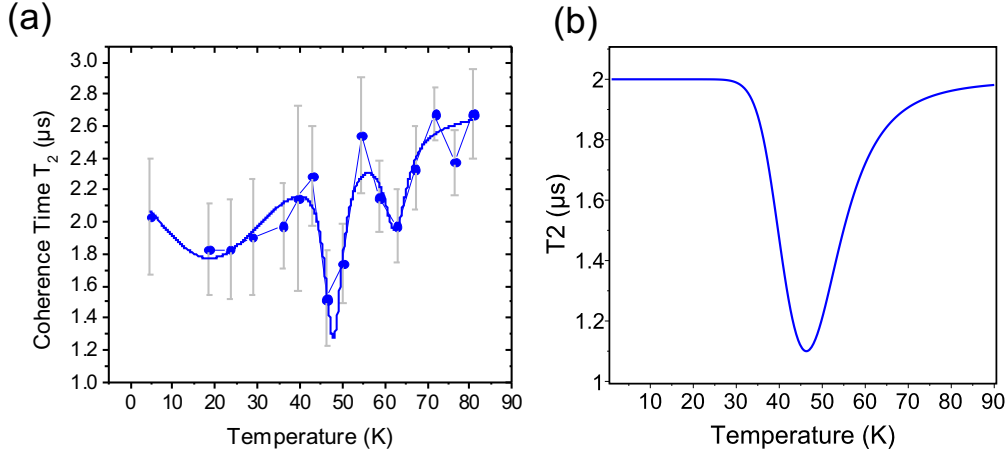 (a)
(b)
3.0
2.8
2.6
2.4
2.2
2.0
1.8
1.6
1.4
1.2
1.0
Coherence Time T₂ (µs)
0 10 20 30 40 50 60 70 80 90
Temperature (K)
2
1.8
1.6
1.4
1.2
1
T2 (µs)
10 20 30 40 50 60 70 80 90
Temperature (K)